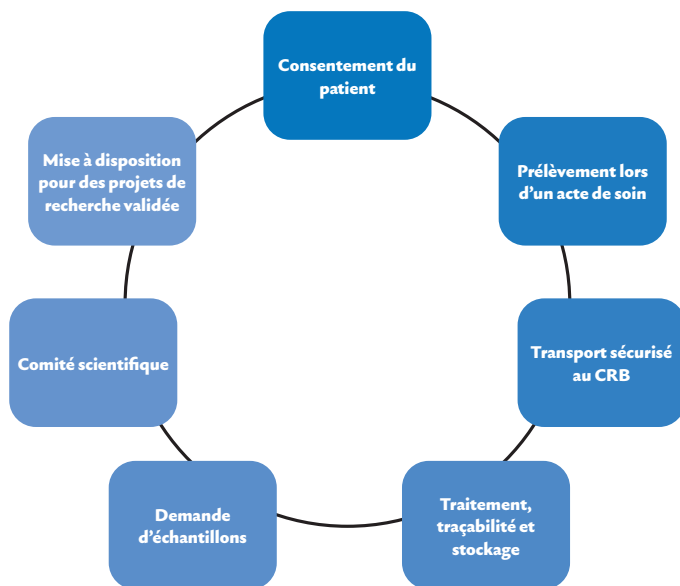 Consentement du
patient
Prélèvement lors
d'un acte de soin
Transport sécurisé
au CRB
Traitement,
traçabilité et
stockage
Demande
d'échantillons
Comité scientifique
Mise à disposition
pour des projets de
recherche validée